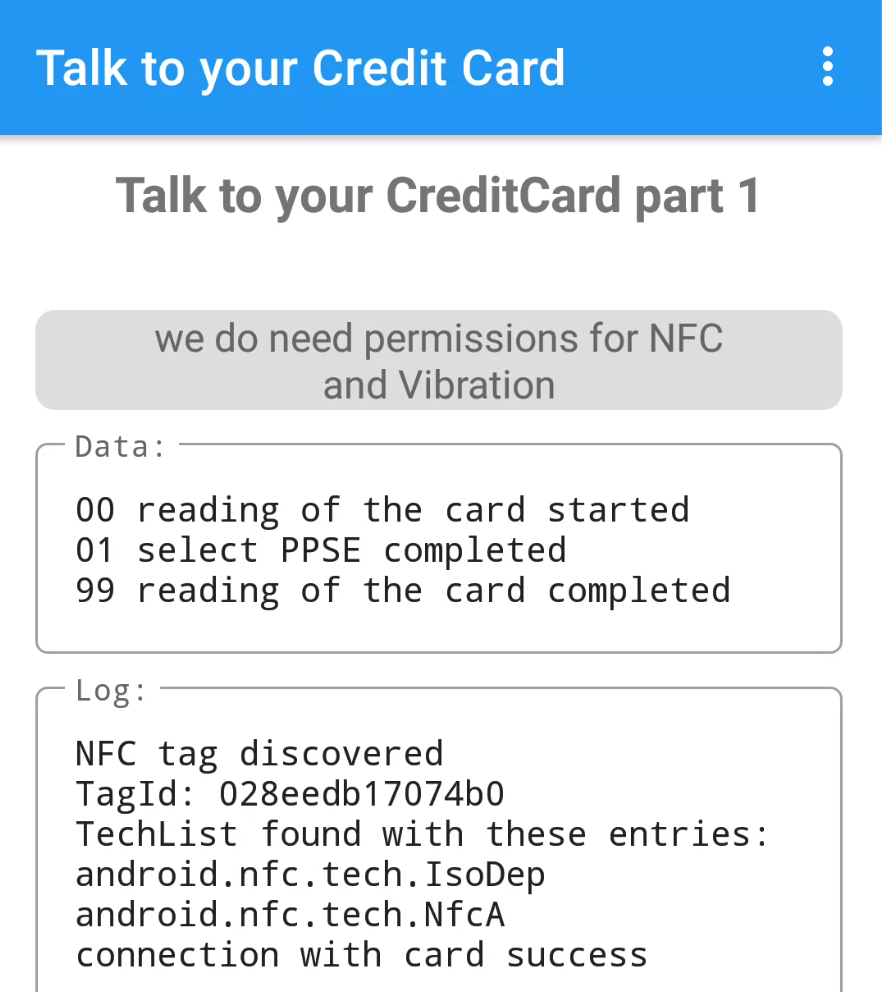 Talk to your Credit Card
Talk to your CreditCard part 1
we do need permissions for NFC
and Vibration
Data:
00 reading of the card started
01 select PPSE completed
99 reading of the card completed
Log:
NFC tag discovered
TagId: 028eedb17074b0
TechList found with these entries:
android.nfc.tech.IsoDep
android.nfc.tech.NfcA
connection with card success